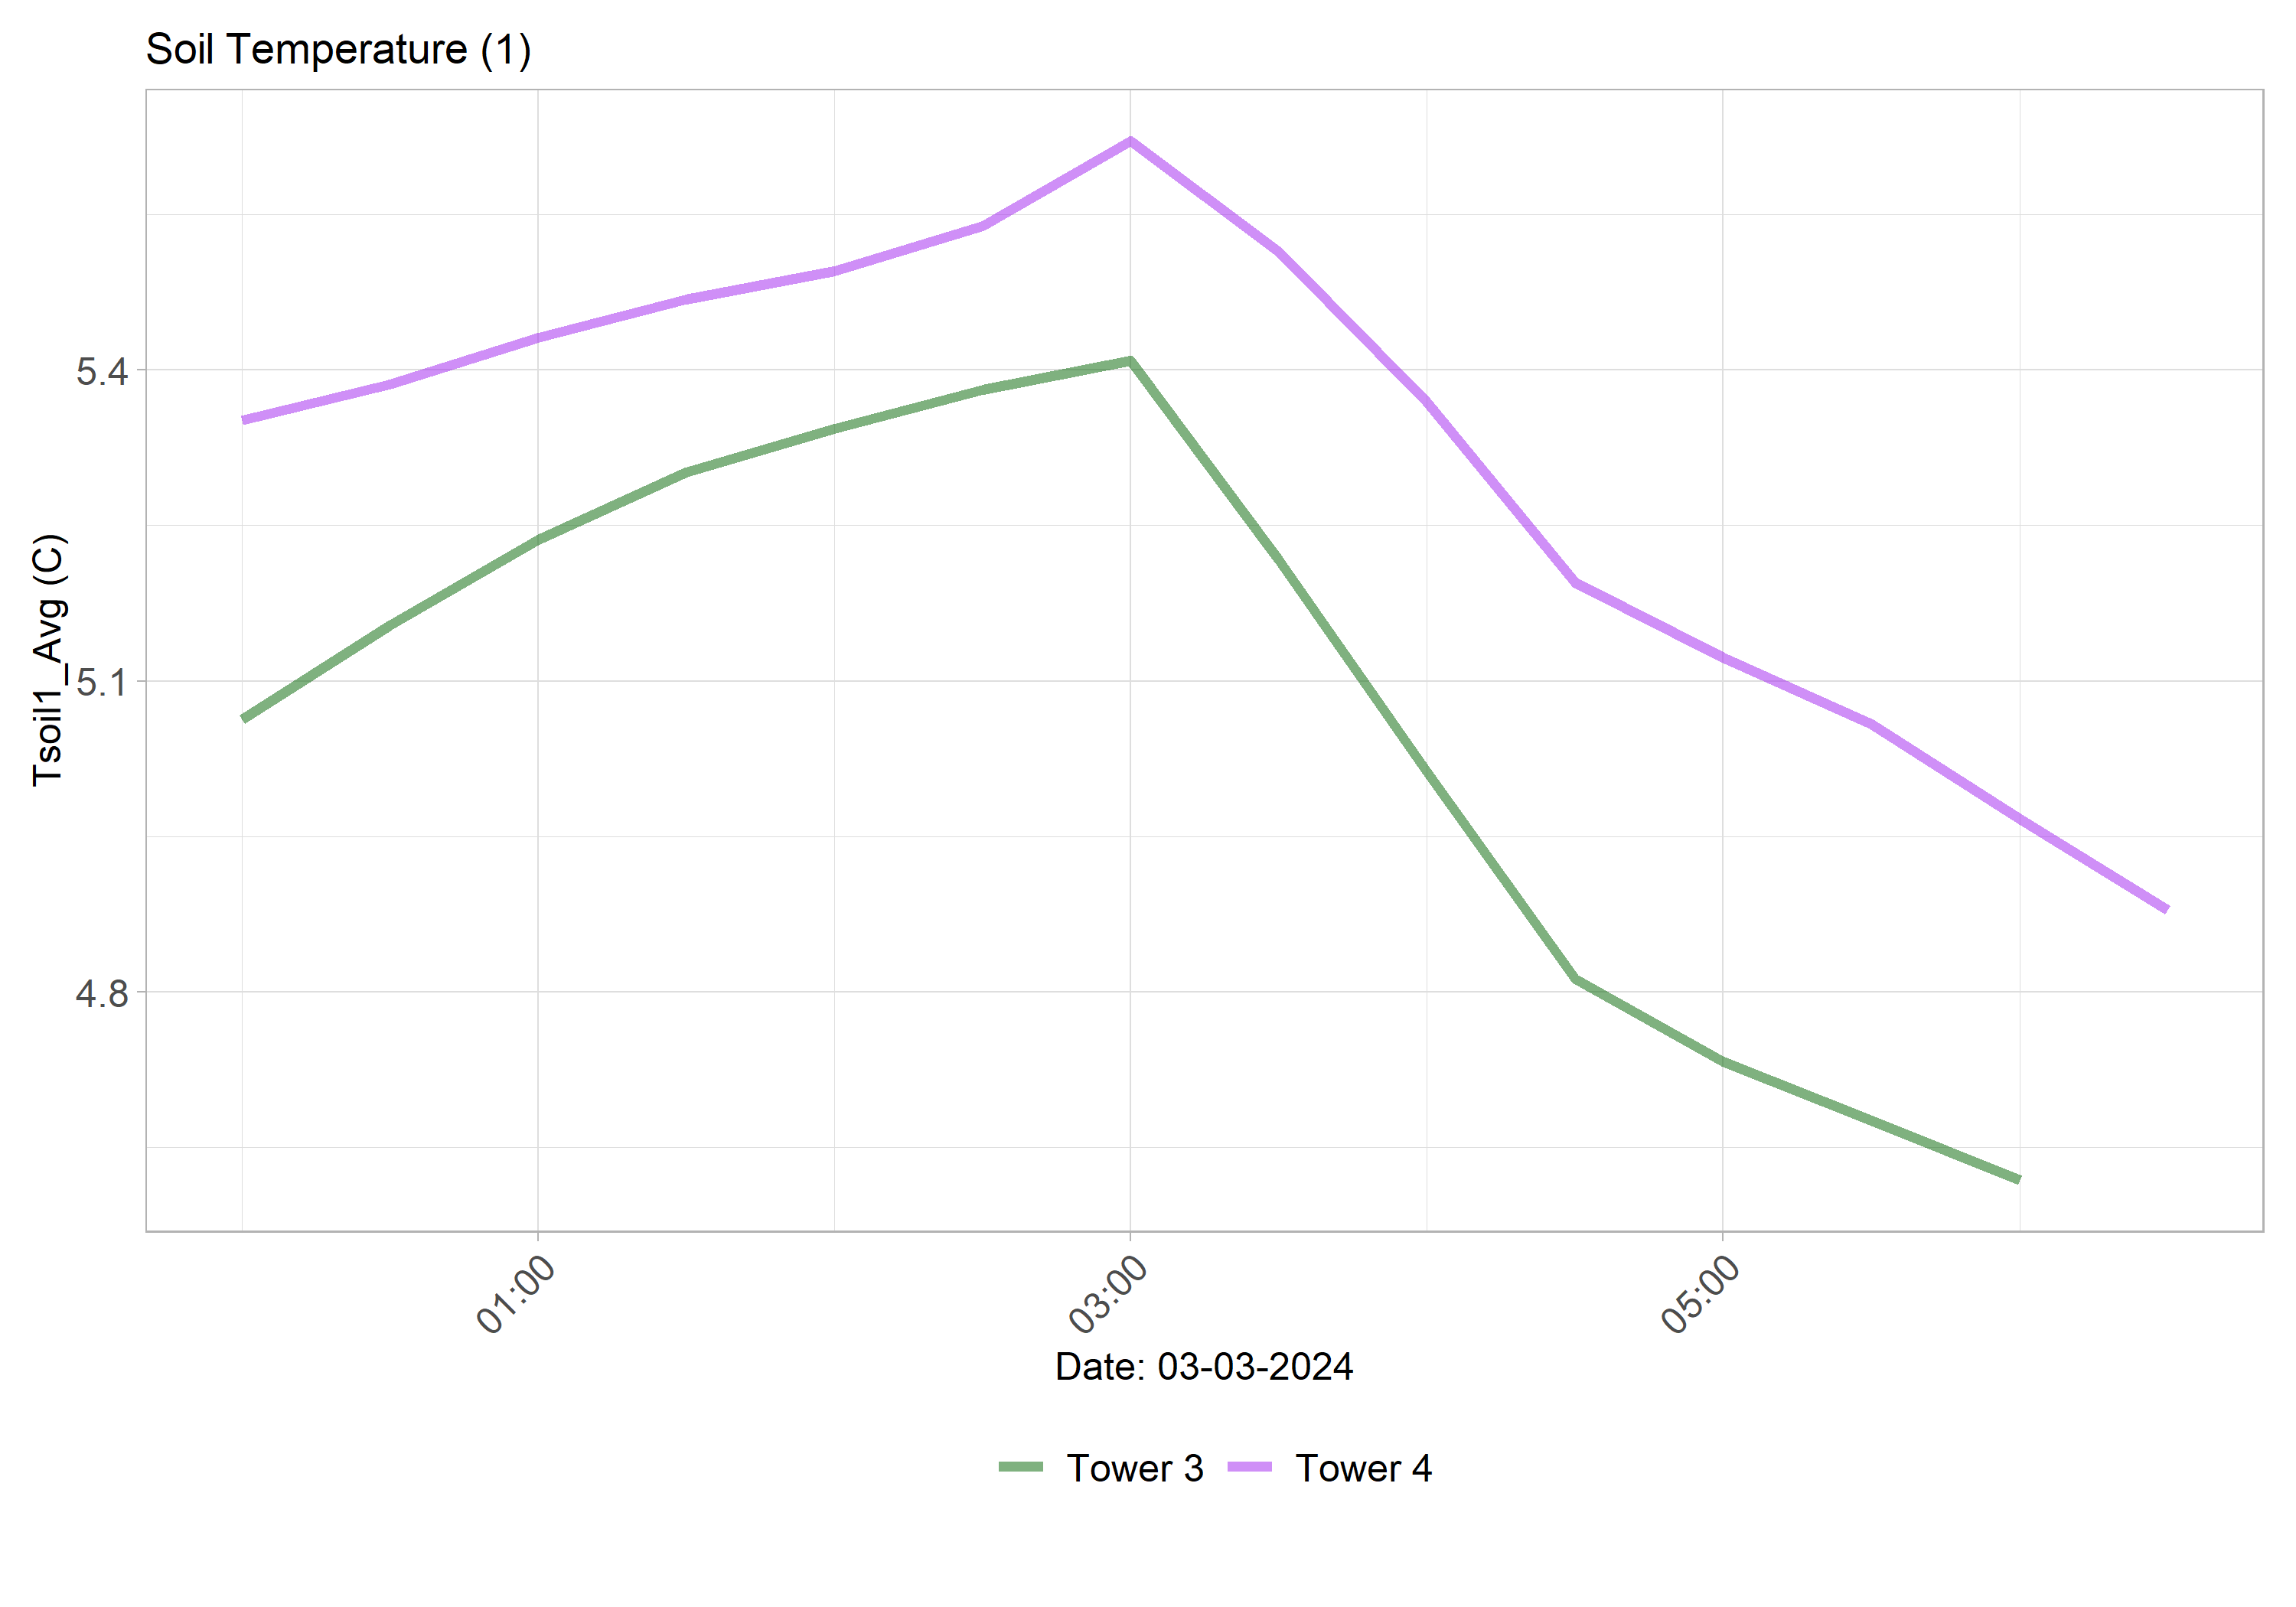 Soil Temperature (1)
Tsoil1_Avg (C)
5.4
5.1
4.8
01:00
03:00
05:00
Date: 03-03-2024
Tower 3
Tower 4